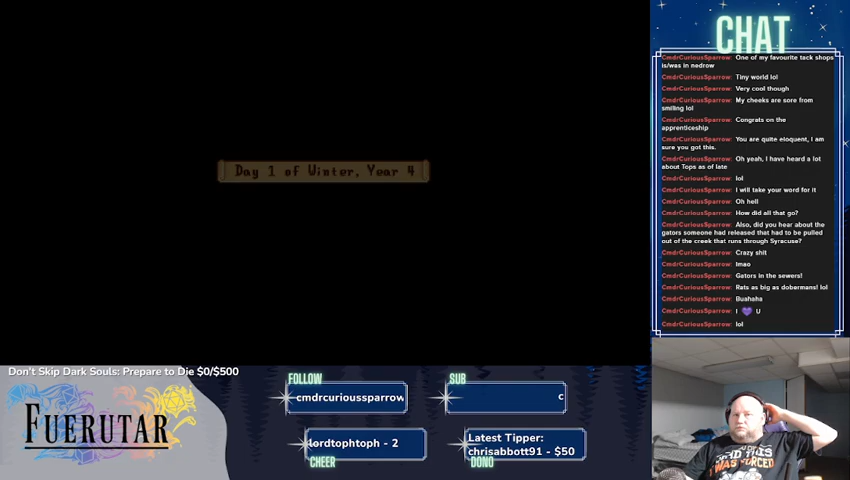 Day 1 of Winter, Year 4
CHAT
CmdrCuriousSparrow: One of my favourite tack shops
is/was in nedrow
CmdrCuriousSparrow: Tiny world lol
CmdrCuriousSparrow: Very cool though
CmdrCuriousSparrow: My cheeks are sore from
smiling lol
CmdrCuriousSparrow: Congrats on the
apprenticeship
CmdrCuriousSparrow: You are quite eloquent, I am
sure you got this.
CmdrCuriousSparrow: Oh yeah, I have heard a lot
about Tops as of late
CmdrCuriousSparrow: lol
CmdrCuriousSparrow: I will take your word for it
CmdrCuriousSparrow: Oh hell
CmdrCuriousSparrow: How did all that go?
CmdrCuriousSparrow: Also, did you hear about the
gators someone had released that had to be pulled
out of the creek that runs through Syracuse?
CmdrCuriousSparrow: Crazy shit
CmdrCuriousSparrow: lmao
CmdrCuriousSparrow: Gators in the sewers!
CmdrCuriousSparrow: Rats as big as dobermans! lol
CmdrCuriousSparrow: Buahaha
CmdrCuriousSparrow: I 💜 U
CmdrCuriousSparrow: lol
Don't Skip Dark Souls: Prepare to Die $0/$500
FUERUTAR
FOLLOW
cmdrcurioussparrow
SUB
c
lordtophtoph - 2
CHEER
Latest Tipper:
chrisabbott91 - $50
DONO
AND THIS
I WAS FORCED